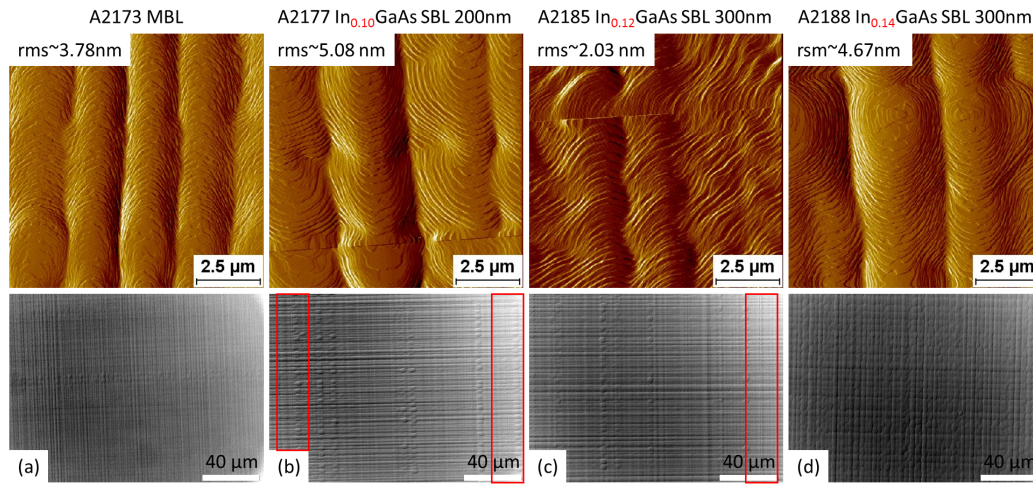 A2173 MBL
A2177 In0.10GaAs SBL 200nm
A2185 In0.12GaAs SBL 300nm
A2188 In0.14GaAs SBL 300nm
rms~3.78nm
rms~5.08 nm
rms~2.03 nm
rsm~4.67nm
2.5 µm
2.5 µm
2.5 µm
2.5 µm
(a)
40 µm
(b)
40 µm
(c)
40 µm
(d)
40 µm